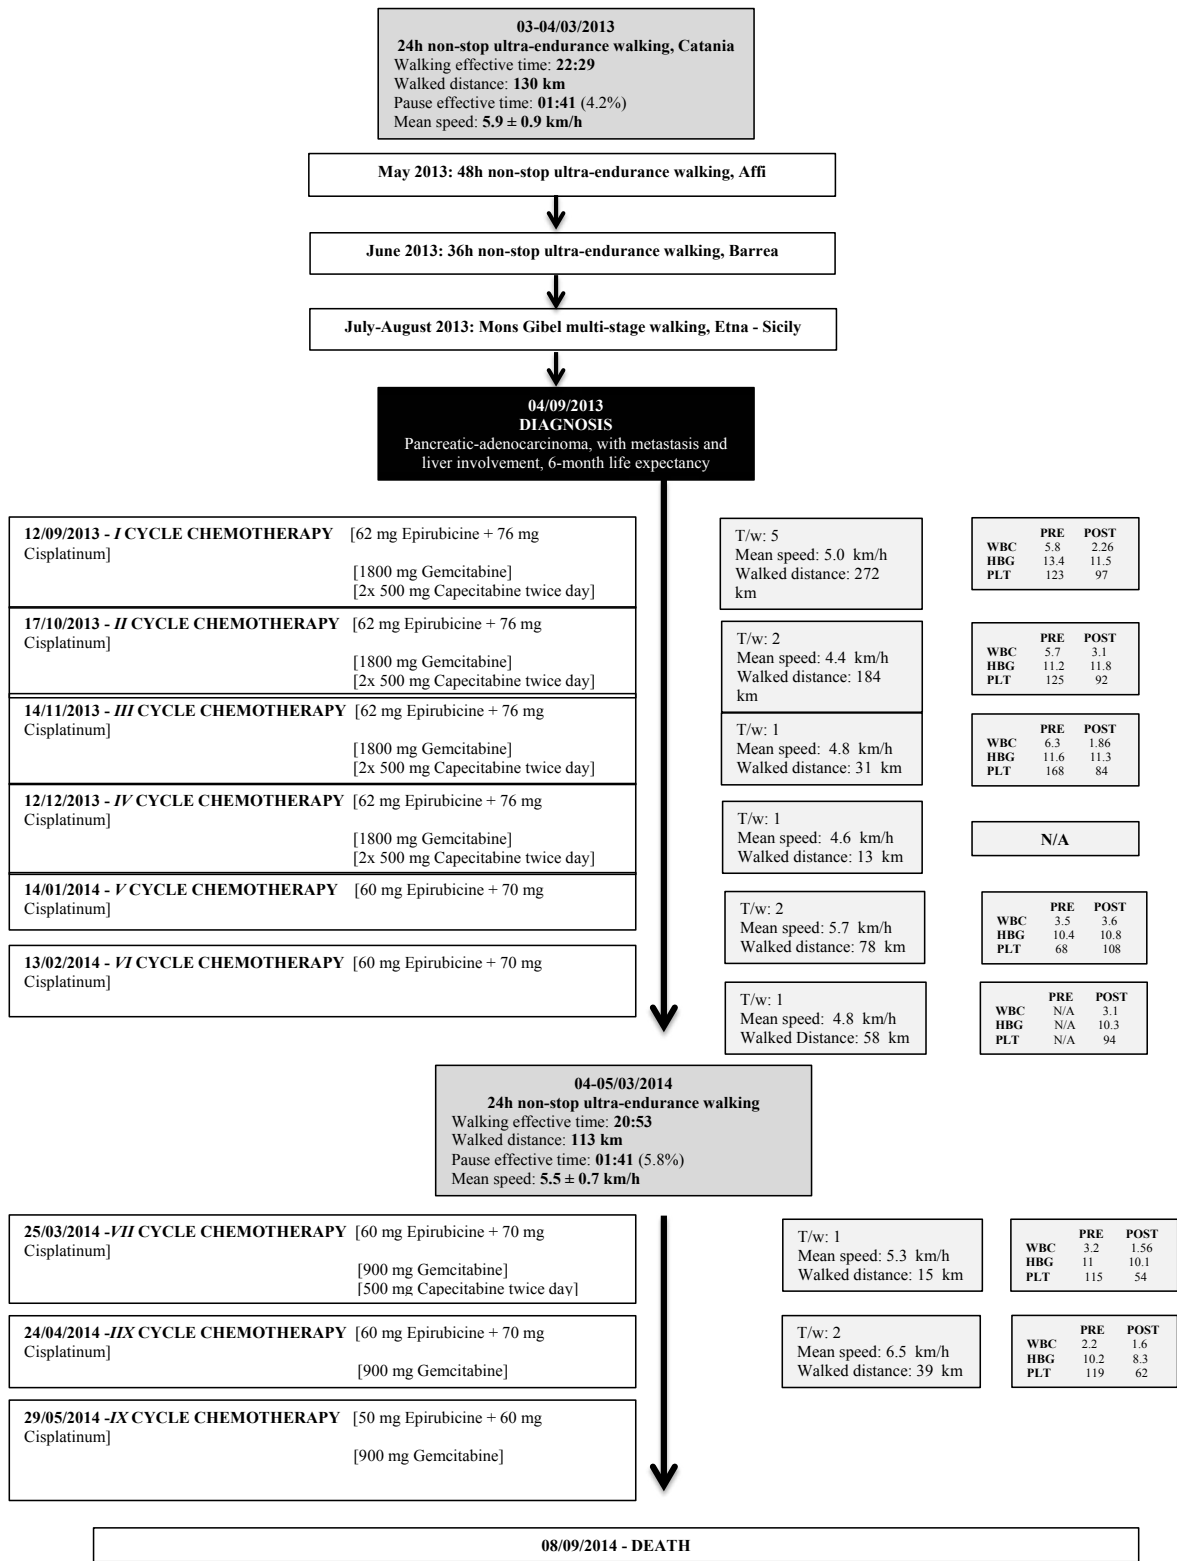 03-04/03/2013
24h non-stop ultra-endurance walking, Catania
Walking effective time: 22:29
Walked distance: 130 km
Pause effective time: 01:41 (4.2%)
Mean speed: 5.9 ± 0.9 km/h
May 2013: 48h non-stop ultra-endurance walking, Affi
June 2013: 36h non-stop ultra-endurance walking, Barrea
July-August 2013: Mons Gibel multi-stage walking, Etna - Sicily
04/09/2013
DIAGNOSIS
Pancreatic-adenocarcinoma, with metastasis and
liver involvement, 6-month life expectancy
12/09/2013 - I CYCLE CHEMOTHERAPY [62 mg Epirubicine + 76 mg
Cisplatinum]
[1800 mg Gemcitabine]
[2x 500 mg Capecitabine twice day]
T/w: 5
Mean speed: 5.0 km/h
Walked distance: 272
km
PRE POST
WBC 5.8 2.26
HBG 13.4 11.5
PLT 123 97
17/10/2013 - II CYCLE CHEMOTHERAPY [62 mg Epirubicine + 76 mg
Cisplatinum]
[1800 mg Gemcitabine]
[2x 500 mg Capecitabine twice day]
T/w: 2
Mean speed: 4.4 km/h
Walked distance: 184
km
PRE POST
WBC 5.7 3.1
HBG 11.2 11.8
PLT 125 92
14/11/2013 - III CYCLE CHEMOTHERAPY [62 mg Epirubicine + 76 mg
Cisplatinum]
[1800 mg Gemcitabine]
[2x 500 mg Capecitabine twice day]
T/w: 1
Mean speed: 4.8 km/h
Walked distance: 31 km
PRE POST
WBC 6.3 1.86
HBG 11.6 11.3
PLT 168 84
12/12/2013 - IV CYCLE CHEMOTHERAPY [62 mg Epirubicine + 76 mg
Cisplatinum]
[1800 mg Gemcitabine]
[2x 500 mg Capecitabine twice day]
T/w: 1
Mean speed: 4.6 km/h
Walked distance: 13 km
N/A
14/01/2014 - V CYCLE CHEMOTHERAPY [60 mg Epirubicine + 70 mg
Cisplatinum]
T/w: 2
Mean speed: 5.7 km/h
Walked distance: 78 km
PRE POST
WBC 3.5 3.6
HBG 10.4 10.8
PLT 68 108
13/02/2014 - VI CYCLE CHEMOTHERAPY [60 mg Epirubicine + 70 mg
Cisplatinum]
T/w: 1
Mean speed: 4.8 km/h
Walked Distance: 58 km
PRE POST
WBC N/A 3.1
HBG N/A 10.3
PLT N/A 94
04-05/03/2014
24h non-stop ultra-endurance walking
Walking effective time: 20:53
Walked distance: 113 km
Pause effective time: 01:41 (5.8%)
Mean speed: 5.5 ± 0.7 km/h
25/03/2014 -VII CYCLE CHEMOTHERAPY [60 mg Epirubicine + 70 mg
Cisplatinum]
[900 mg Gemcitabine]
[500 mg Capecitabine twice day]
T/w: 1
Mean speed: 5.3 km/h
Walked distance: 15 km
PRE POST
WBC 3.2 1.56
HBG 11 10.1
PLT 115 54
24/04/2014 -IIX CYCLE CHEMOTHERAPY [60 mg Epirubicine + 70 mg
Cisplatinum]
[900 mg Gemcitabine]
T/w: 2
Mean speed: 6.5 km/h
Walked distance: 39 km
PRE POST
WBC 2.2 1.6
HBG 10.2 8.3
PLT 119 62
29/05/2014 -IX CYCLE CHEMOTHERAPY [50 mg Epirubicine + 60 mg
Cisplatinum]
[900 mg Gemcitabine]
08/09/2014 - DEATH